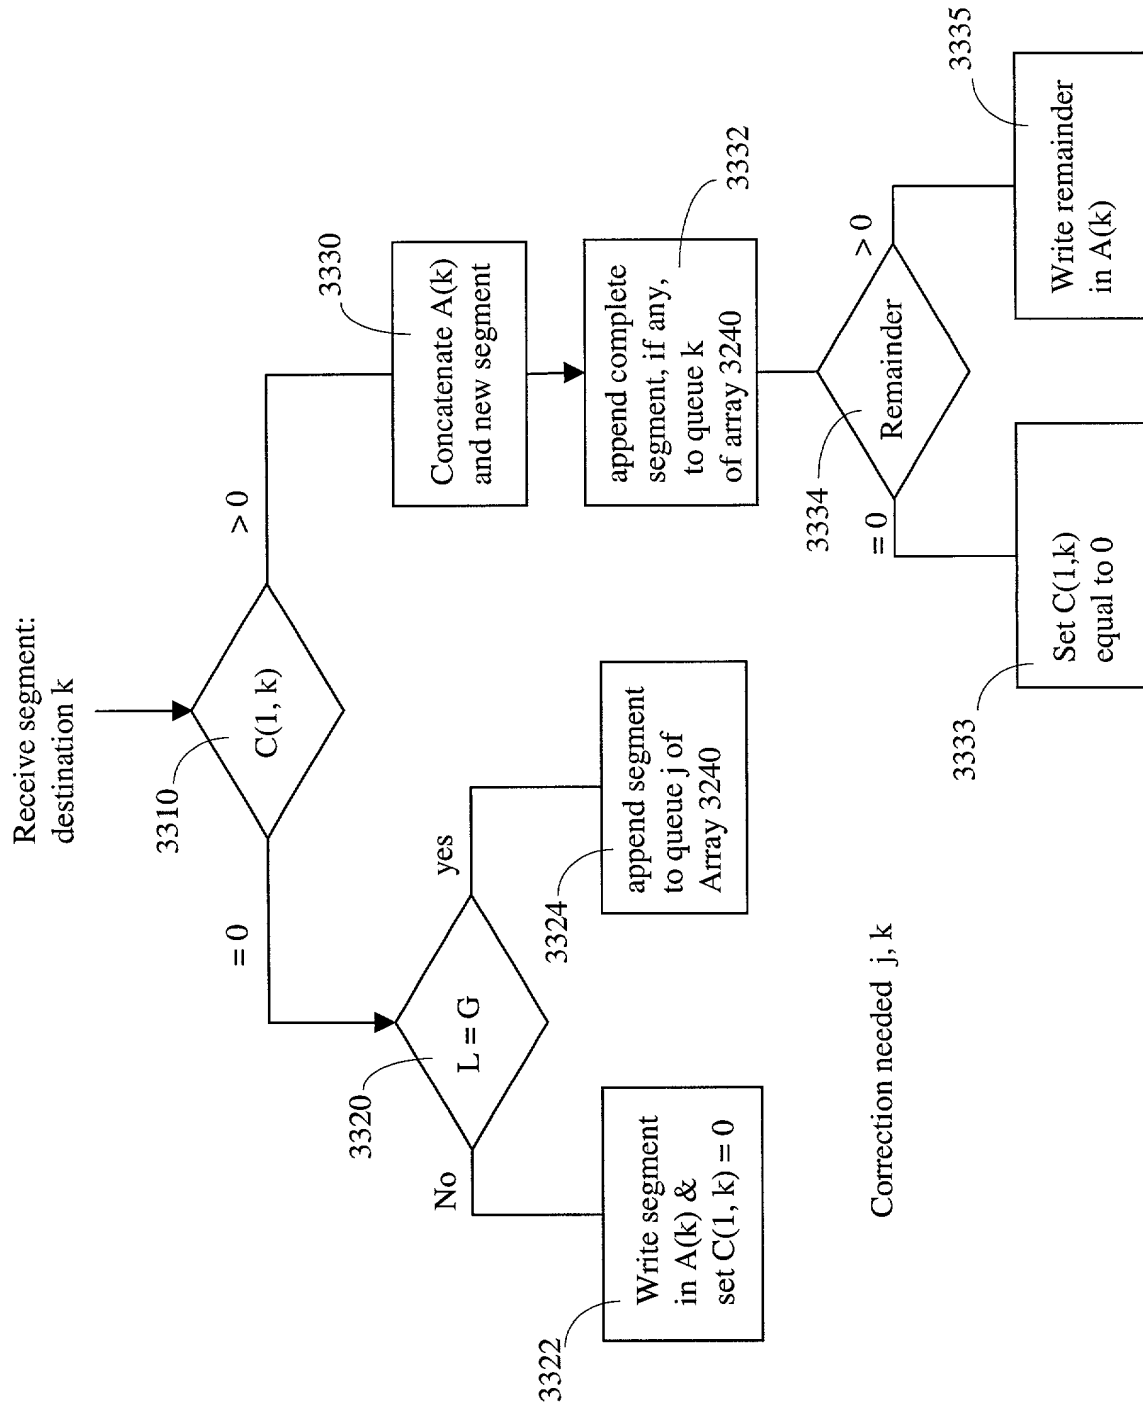 Receive segment:
destination k
3310
C(1, k)
= 0
> 0
3320
L = G
No
yes
3322
Write segment
in A(k) &
set C(1, k) = 0
3324
append segment
to queue j of
Array 3240
3330
Concatenate A(k)
and new segment
3332
append complete
segment, if any,
to queue k
of array 3240
3334
Remainder
= 0
> 0
3333
Set C(1,k)
equal to 0
3335
Write remainder
in A(k)
Correction needed j, k